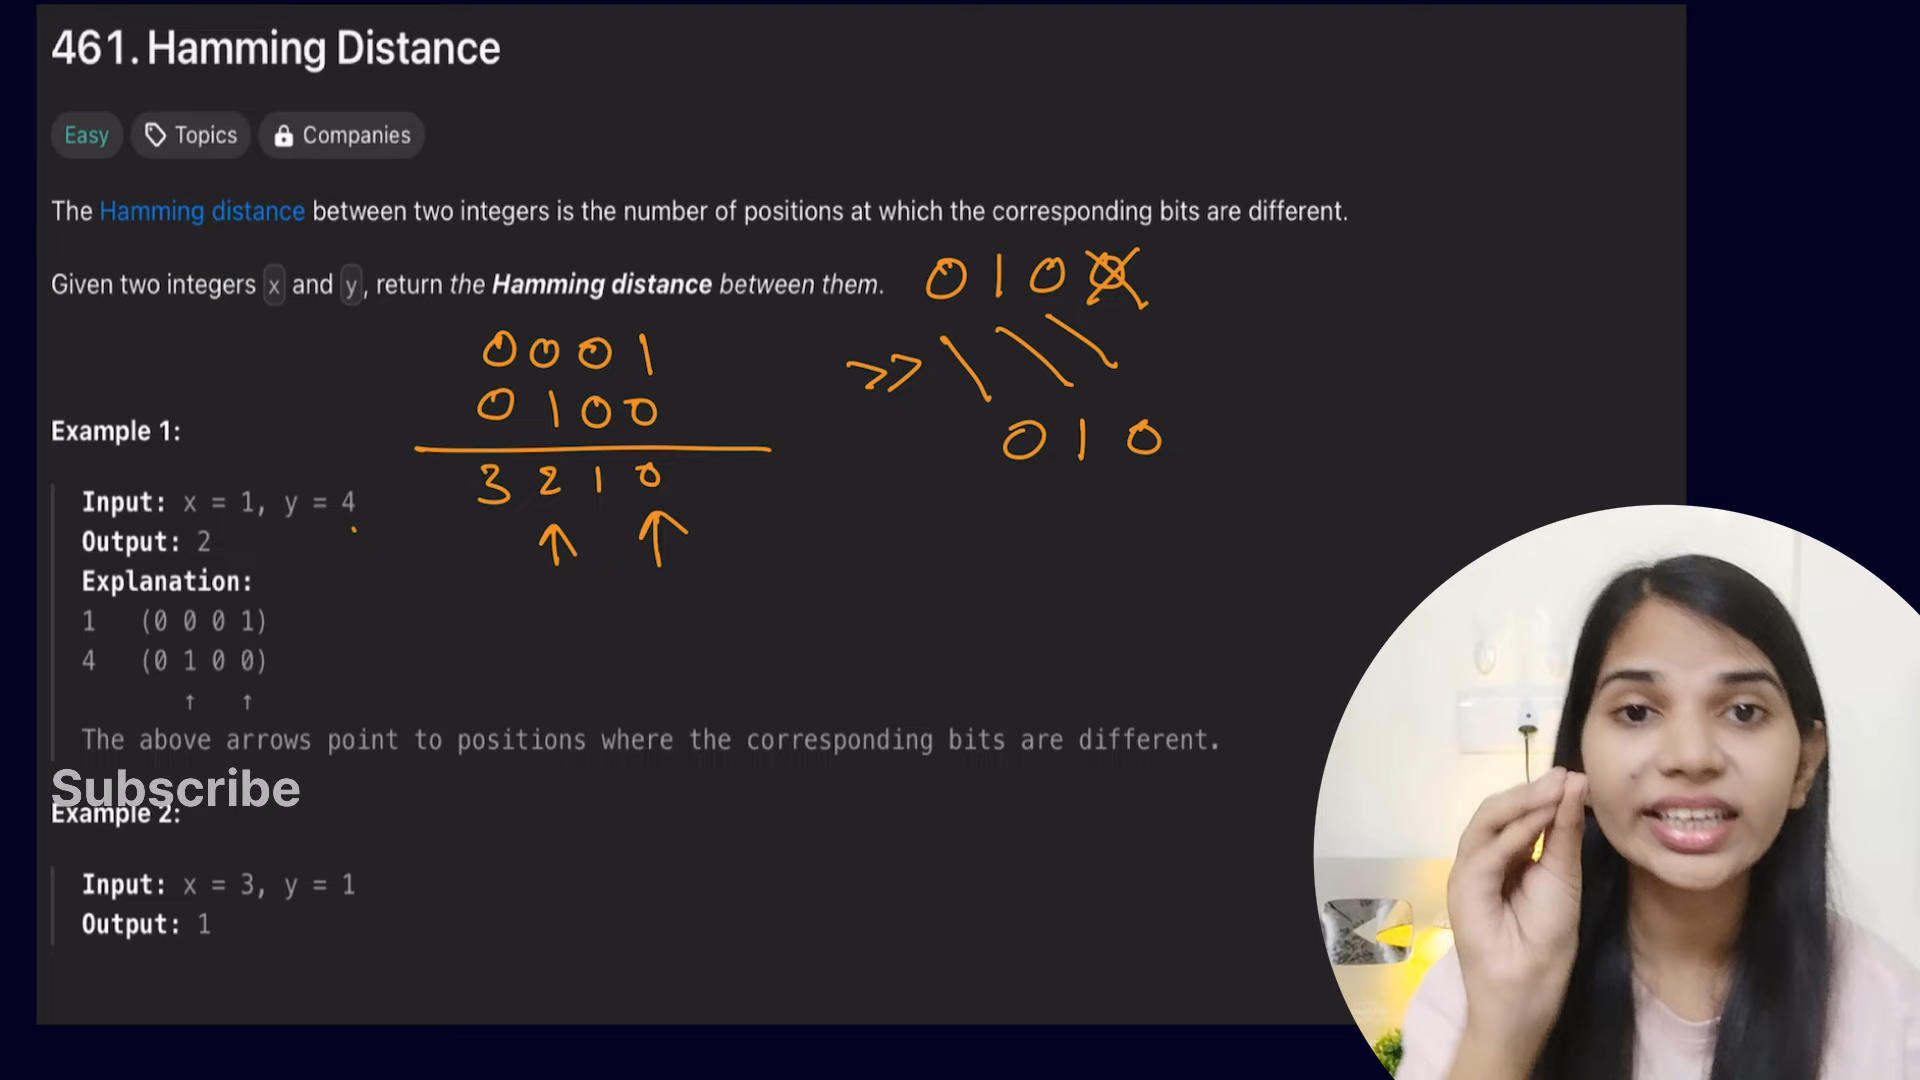 461. Hamming Distance
Easy Topics Companies
The Hamming distance between two integers is the number of positions at which the corresponding bits are different.
Given two integers x and y, return the Hamming distance between them.
0 1 0 0
0 0 0 1
>>
0 1 0 0
0 1 0
Example 1:
3 2 1 0
Input: x = 1, y = 4
Output: 2
Explanation:
1 (0 0 0 1)
4 (0 1 0 0)
↑ ↑
The above arrows point to positions where the corresponding bits are different.
Subscribe
Example 2:
Input: x = 3, y = 1
Output: 1